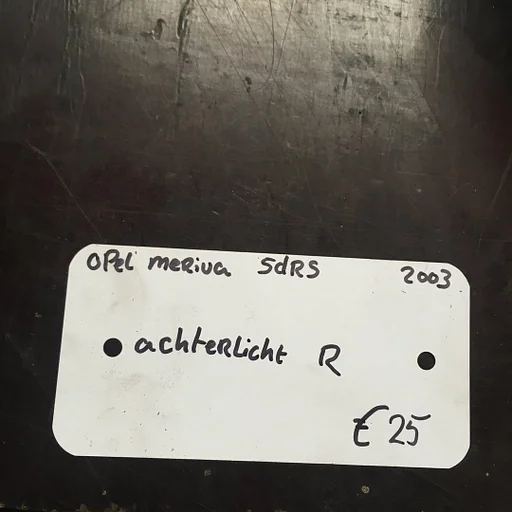 Opel meriva 5dRS 2003
achterlicht R
€ 25